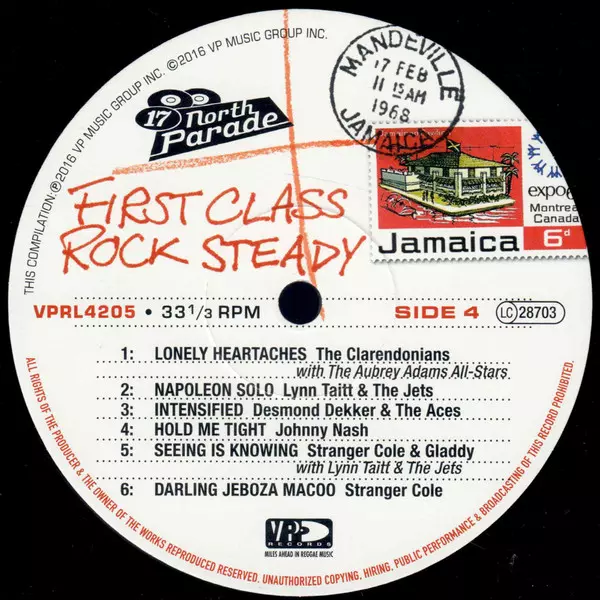 THIS COMPILATION: ℗2016 VP MUSIC GROUP INC. ©2016 VP MUSIC GROUP INC.
17 North
Parade
MANDEVILLE
17 FEB
11 15AM
1968
JAMAICA
expo6
Montrea
Canada
Jamaica 6d
FIRST CLASS
ROCK STEADY
VPRL4205 • 33 1/3 RPM SIDE 4 LC 28703
1: LONELY HEARTACHES The Clarendonians
with The Aubrey Adams All-Stars
2: NAPOLEON SOLO Lynn Taitt & The Jets
3: INTENSIFIED Desmond Dekker & The Aces
4: HOLD ME TIGHT Johnny Nash
5: SEEING IS KNOWING Stranger Cole & Gladdy
with Lynn Taitt & The Jets
6: DARLING JEBOZA MACOO Stranger Cole
VP
RECORDS
MILES AHEAD IN REGGAE MUSIC
ALL RIGHTS OF THE PRODUCER & THE OWNER OF THE WORKS REPRODUCED RESERVED. UNAUTHORIZED COPYING, HIRING, PUBLIC PERFORMANCE & BROADCASTING OF THIS RECORD PROHIBITED.